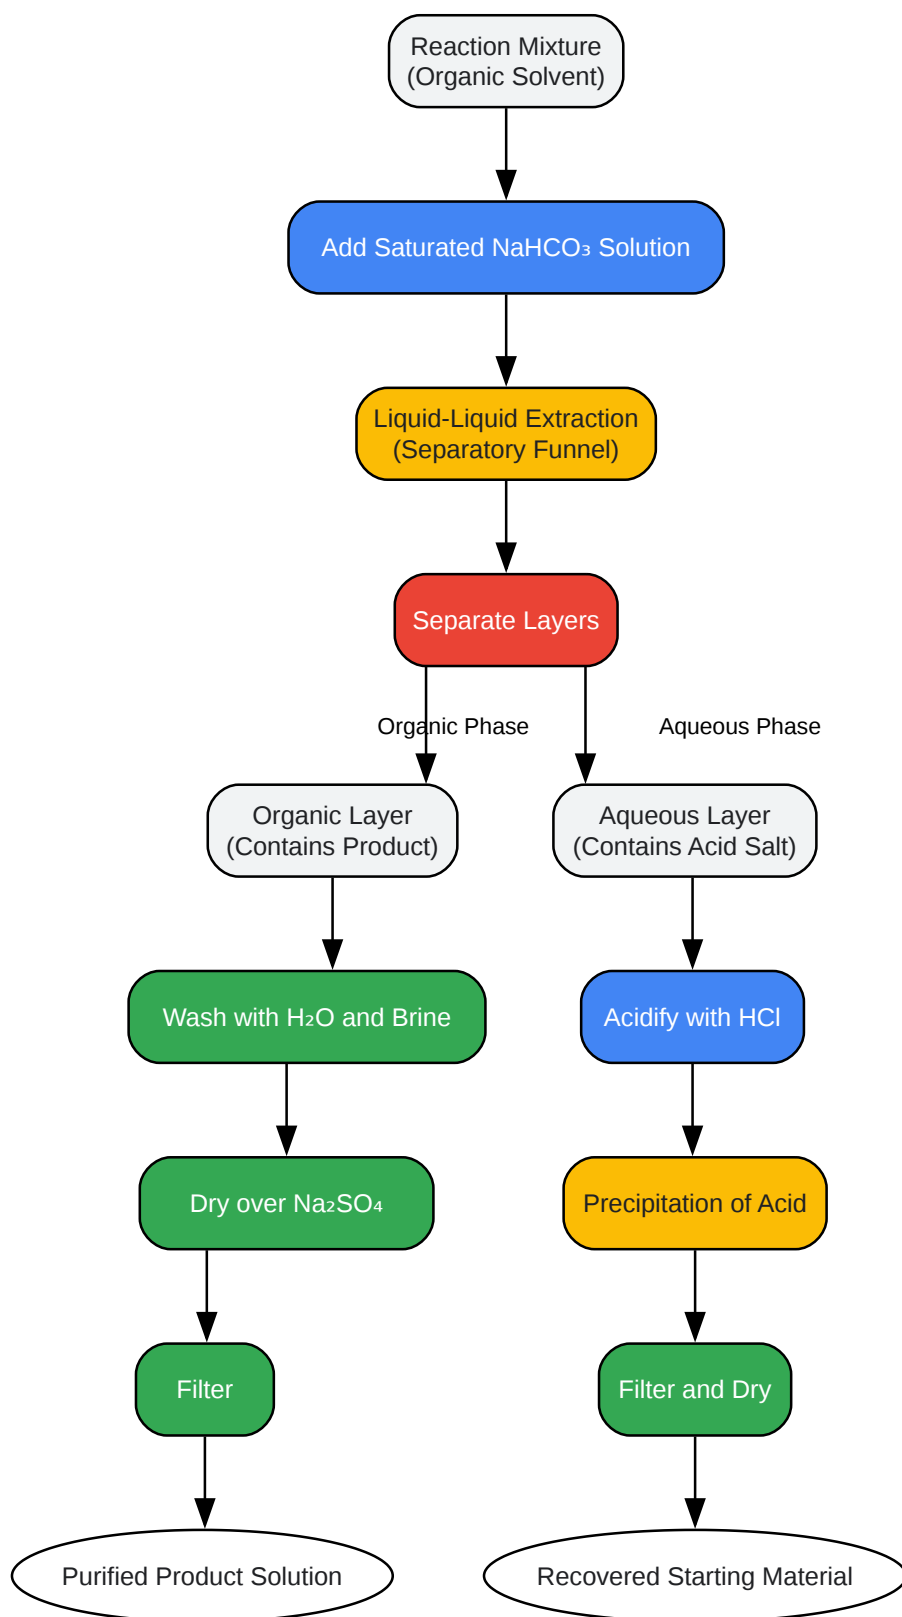 Reaction Mixture
(Organic Solvent)
Add Saturated NaHCO₃ Solution
Liquid-Liquid Extraction
(Separatory Funnel)
Separate Layers
Organic Phase
Aqueous Phase
Organic Layer
(Contains Product)
Aqueous Layer
(Contains Acid Salt)
Wash with H₂O and Brine
Acidify with HCl
Dry over Na₂SO₄
Precipitation of Acid
Filter
Filter and Dry
Purified Product Solution
Recovered Starting Material